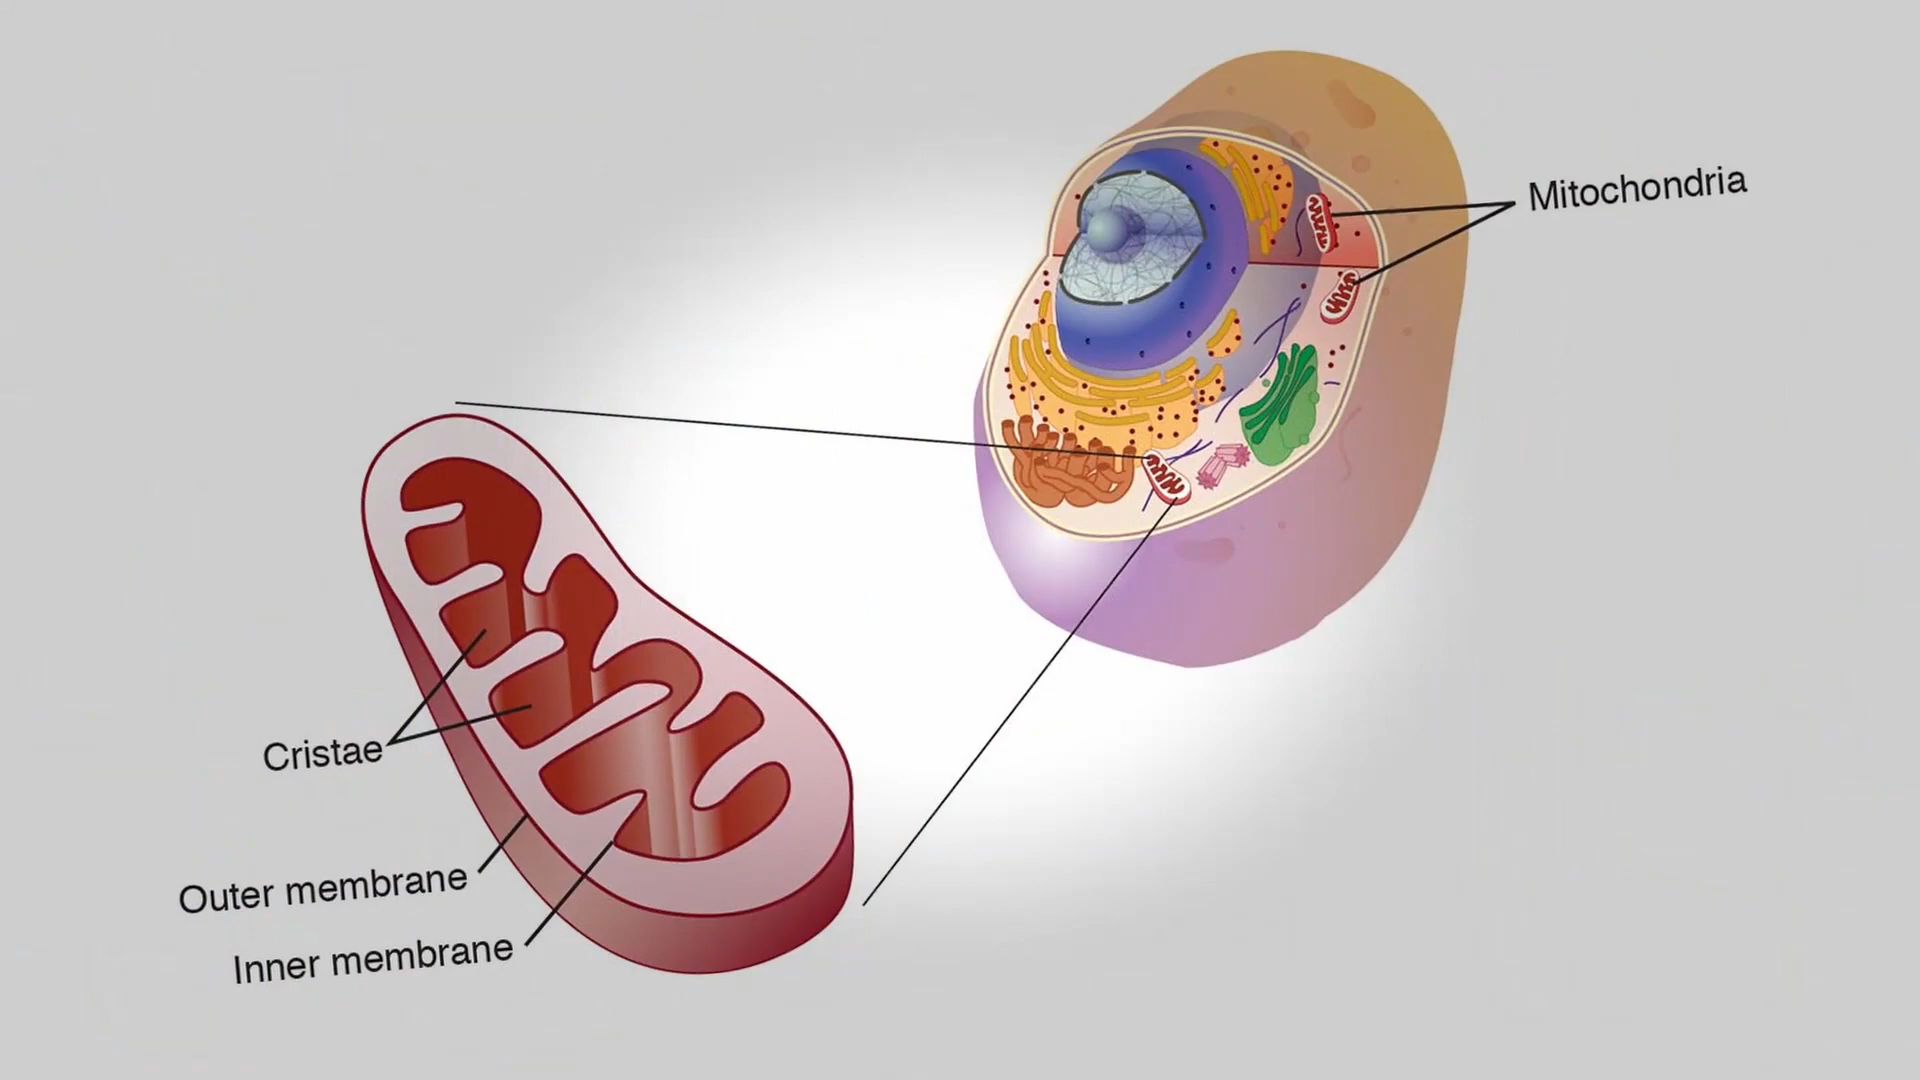 Mitochondria
Cristae
Outer membrane
Inner membrane